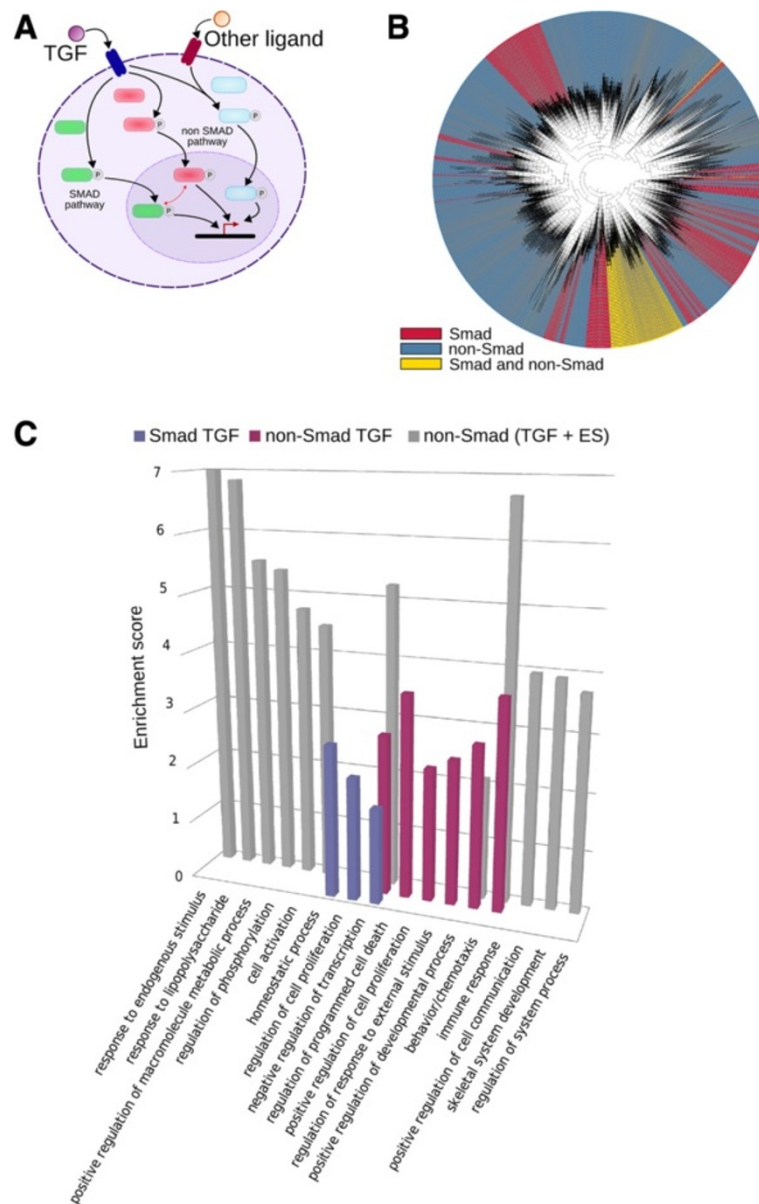 A
TGF
Other ligand
P
P
non SMAD
pathway
P
P
SMAD
pathway
P
P
B
Smad
non-Smad
Smad and non-Smad
C
Smad TGF
non-Smad TGF
non-Smad (TGF + ES)
7
6
5
4
3
2
1
0
Enrichment score
response to endogenous stimulus
response to lipopolysaccharide
positive regulation of macromolecule metabolic process
regulation of phosphorylation
cell activation
homeostatic process
regulation of cell proliferation
negative regulation of transcription
regulation of programmed cell death
positive regulation of cell proliferation
regulation of response to external stimulus
positive regulation of developmental process
behavior/chemotaxis
immune response
positive regulation of cell communication
skeletal system development
regulation of system process